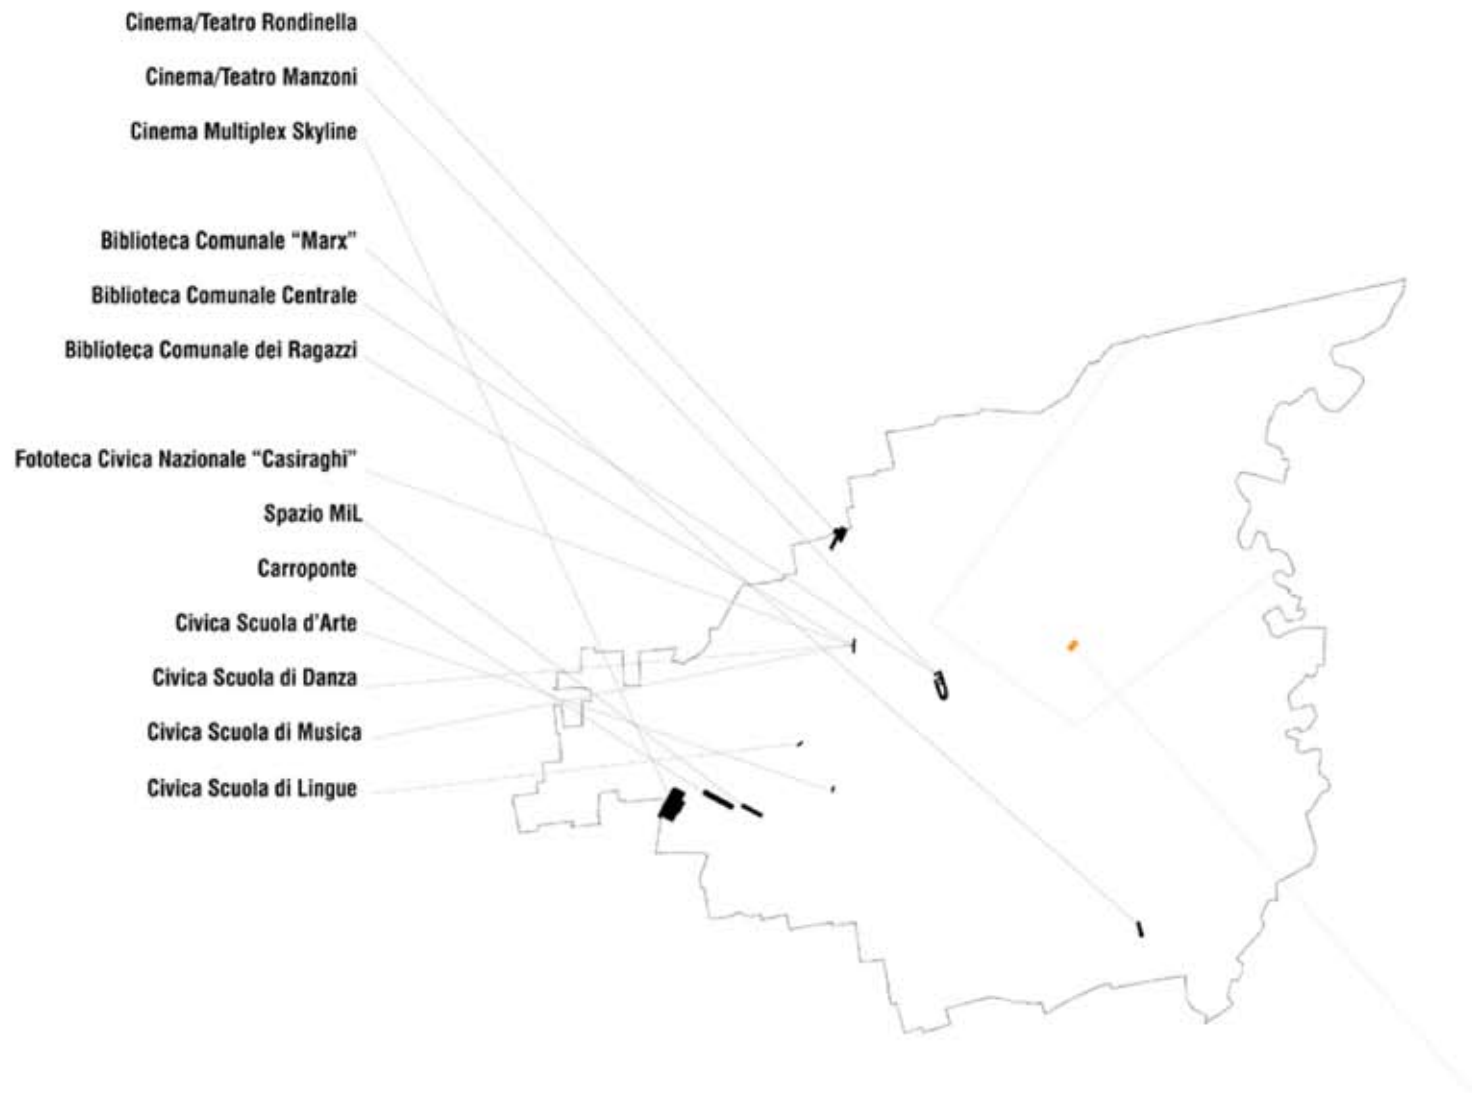 Cinema/Teatro Rondinella
Cinema/Teatro Manzoni
Cinema Multiplex Skyline
Biblioteca Comunale “Marx”
Biblioteca Comunale Centrale
Biblioteca Comunale dei Ragazzi
Fototeca Civica Nazionale “Casiraghi”
Spazio MiL
Carroponte
Civica Scuola d'Arte
Civica Scuola di Danza
Civica Scuola di Musica
Civica Scuola di Lingue